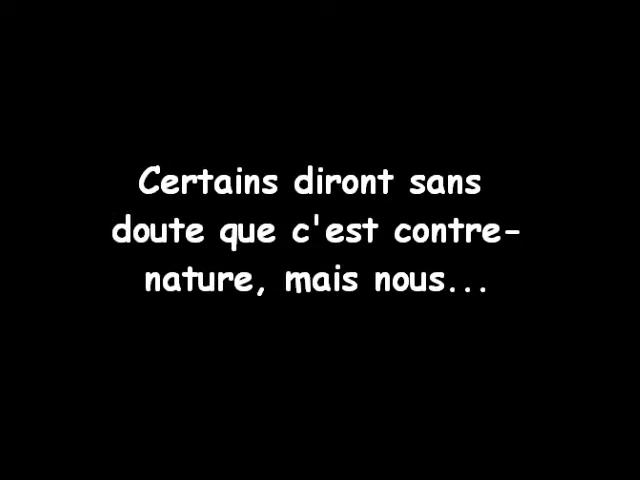 Certains diront sans
doute que c'est contre-
nature, mais nous...